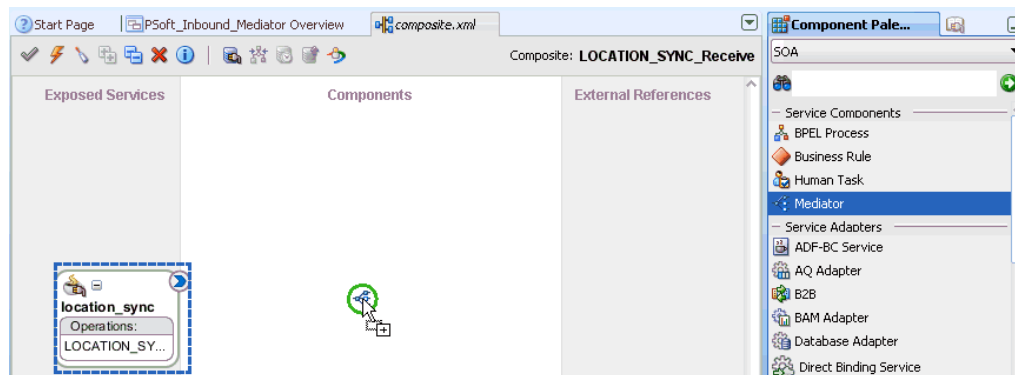 Start Page
PSoft_Inbound_Mediator Overview
composite.xml
Composite: LOCATION_SYNC_Receive
Exposed Services
Components
External References
location_sync
Operations:
LOCATION_SY...
Component Pale...
SOA
Service Components
BPEL Process
Business Rule
Human Task
Mediator
Service Adapters
ADF-BC Service
AQ Adapter
B2B
BAM Adapter
Database Adapter
Direct Binding Service